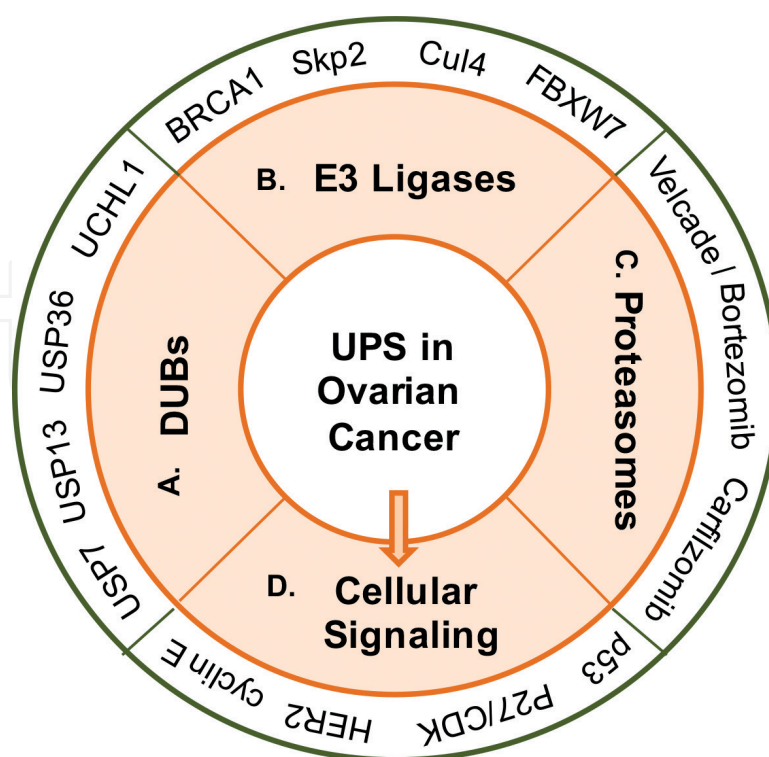 UPS in
Ovarian
Cancer
A. DUBs
UCHL1
USP36
USP13
USP7
B. E3 Ligases
BRCA1
Skp2
Cul4
FBXW7
C. Proteasomes
Velcade / Bortezomib
Carfilzomib
D. Cellular
Signaling
p53
P27/CDK
HER2
cyclin E